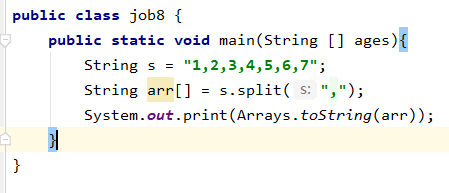 public class job8 {
public static void main(String [] ages){
String s = "1,2,3,4,5,6,7";
String arr[] = s.split( s: ",");
System.out.print(Arrays.toString(arr));
}
}